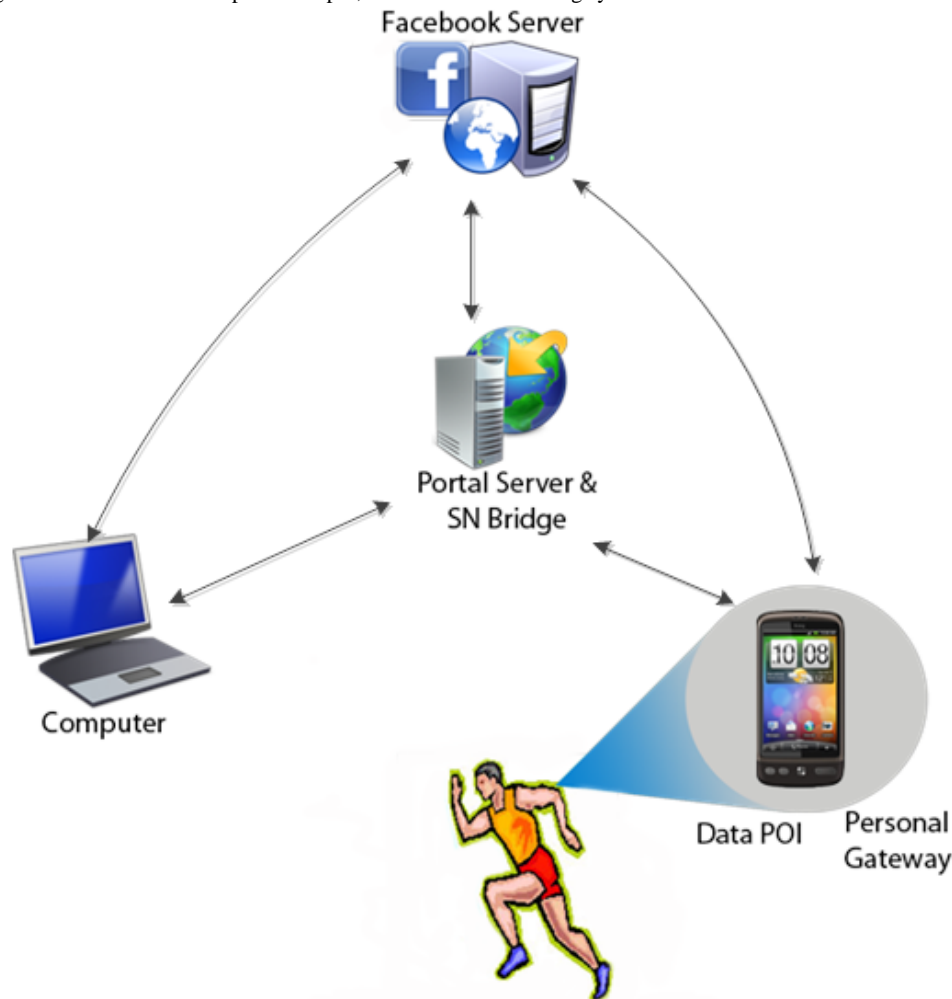 Facebook Server
f
Portal Server &
SN Bridge
Computer
10 08
Data POI
Personal
Gateway